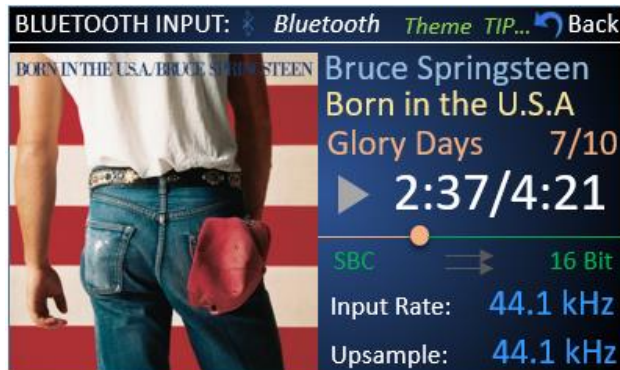 BLUETOOTH INPUT: Bluetooth Theme TIP... Back
BORN IN THE U.S.A./BRUCE SPRINGSTEEN
Bruce Springsteen
Born in the U.S.A
Glory Days 7/10
2:37/4:21
SBC 16 Bit
Input Rate: 44.1 kHz
Upsample: 44.1 kHz